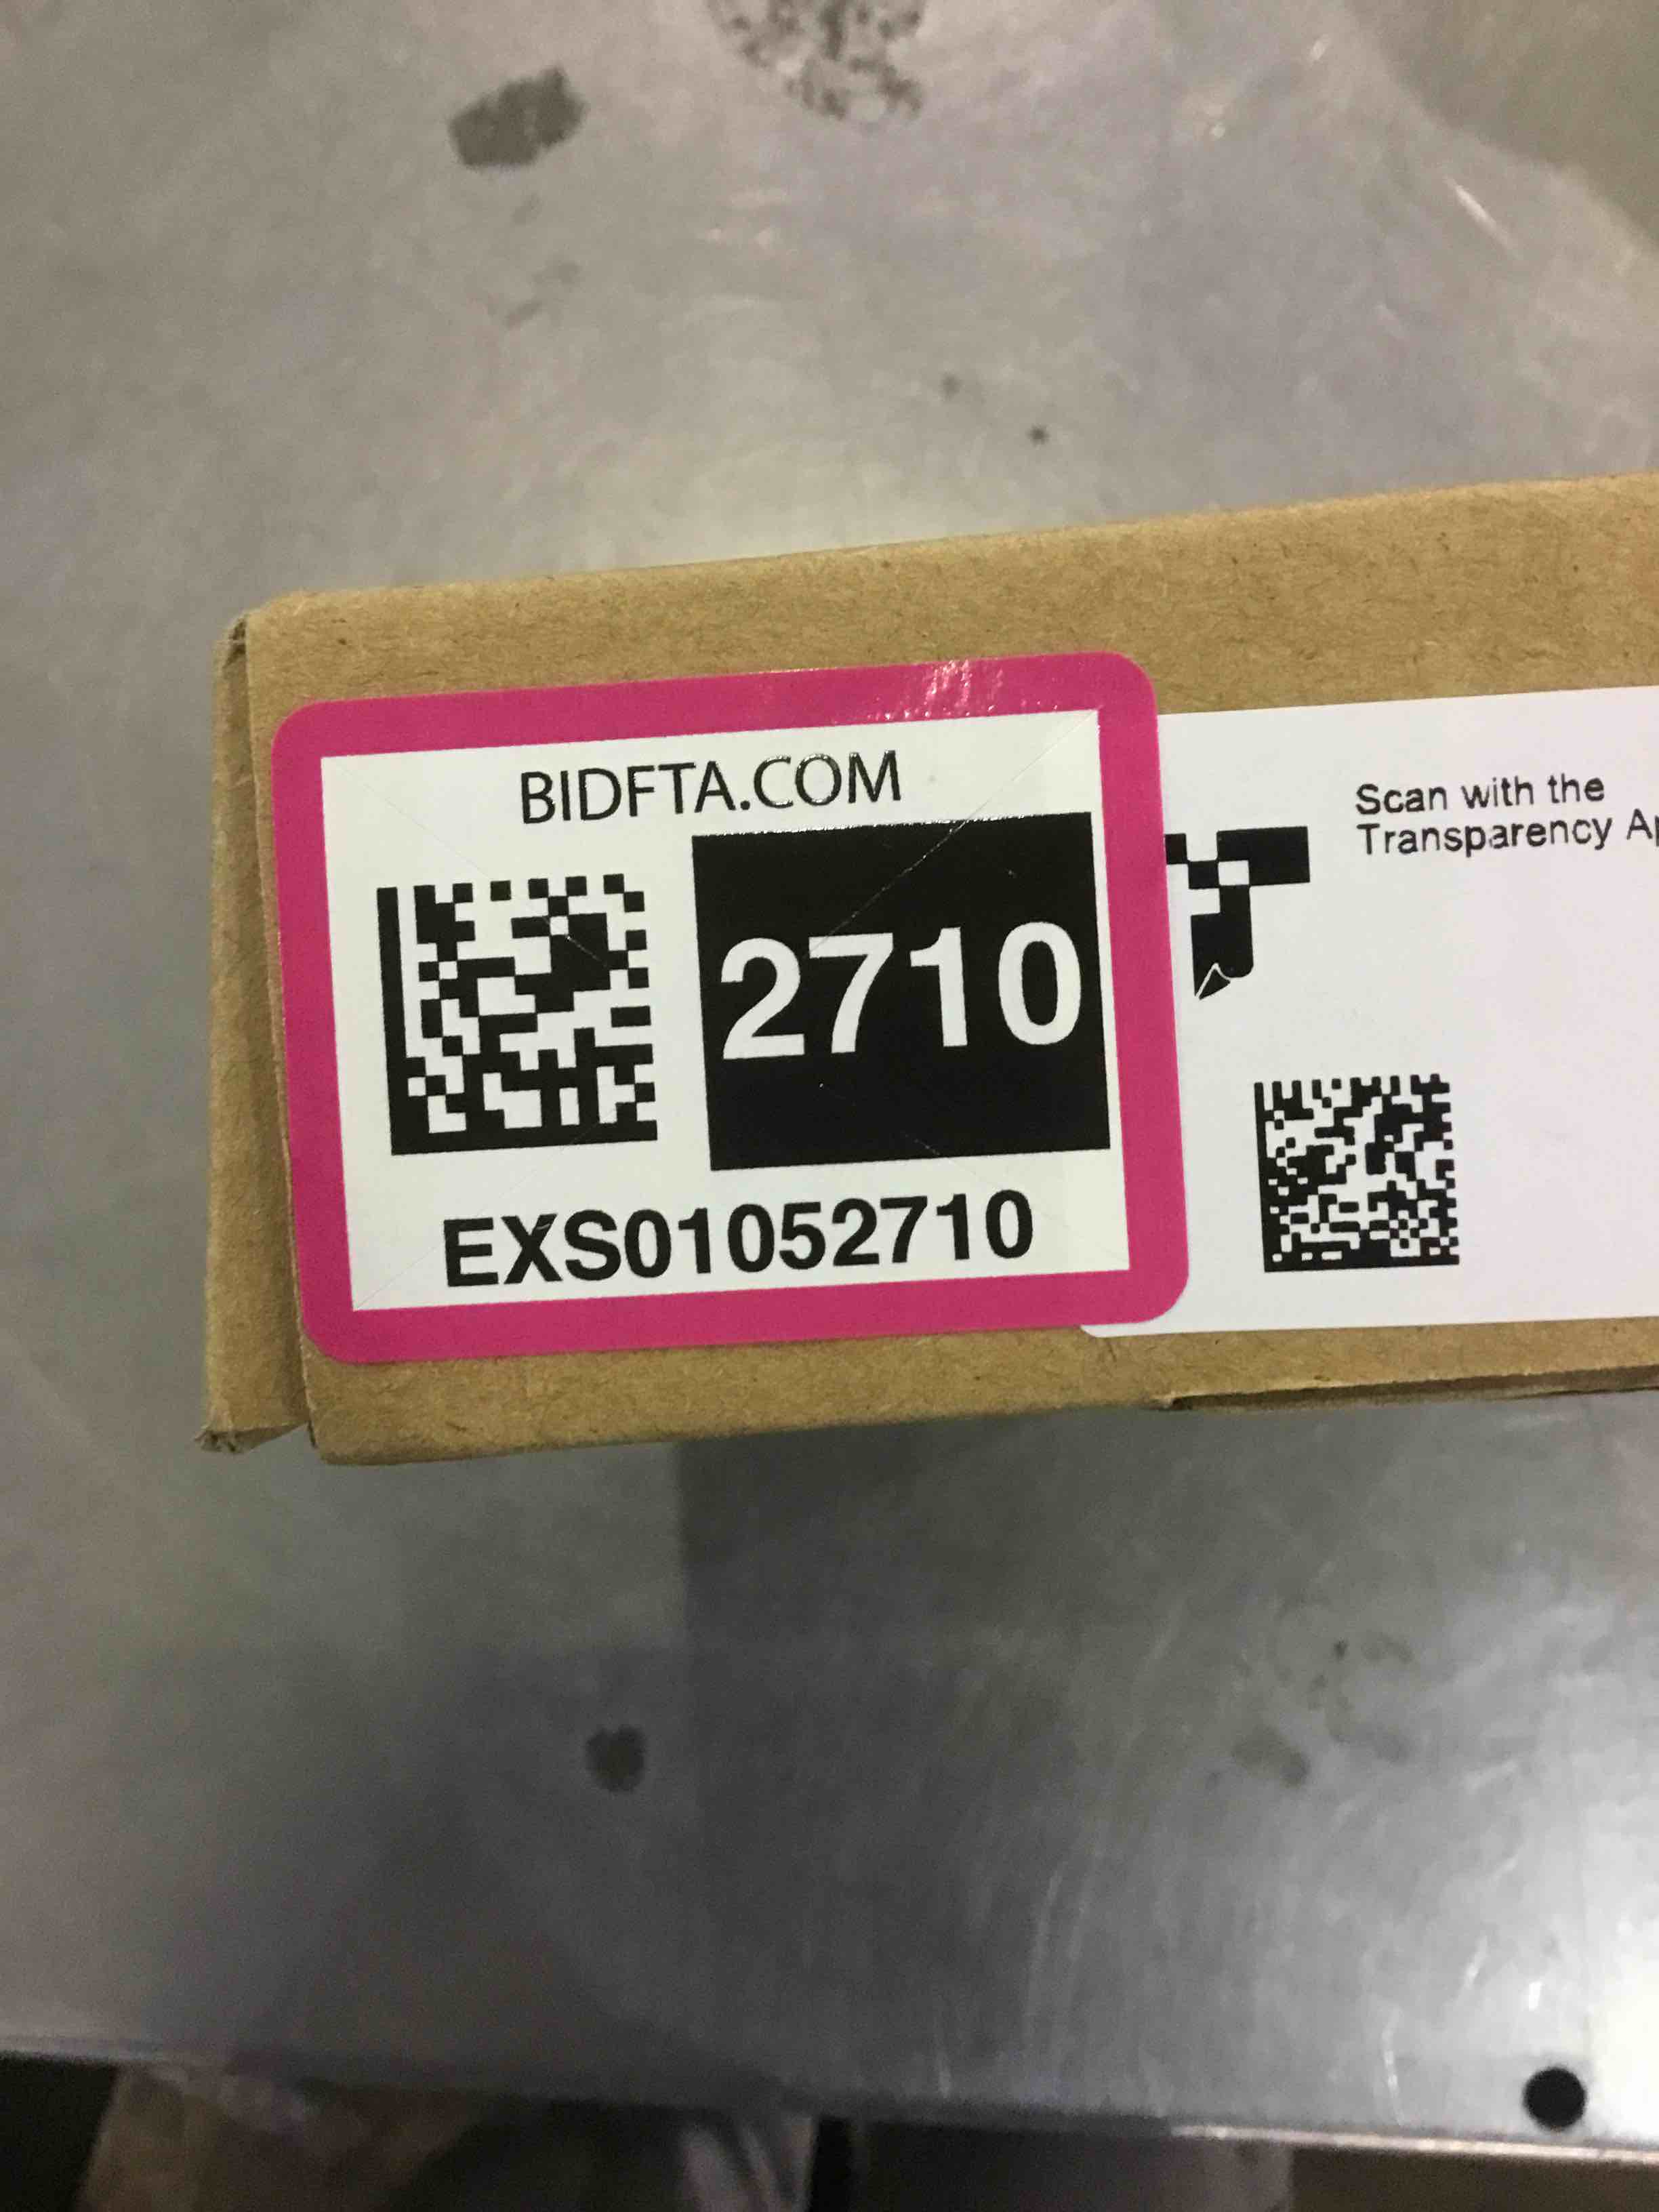 BIDFTA.COM
2710
EXS01052710
Scan with the
Transparency